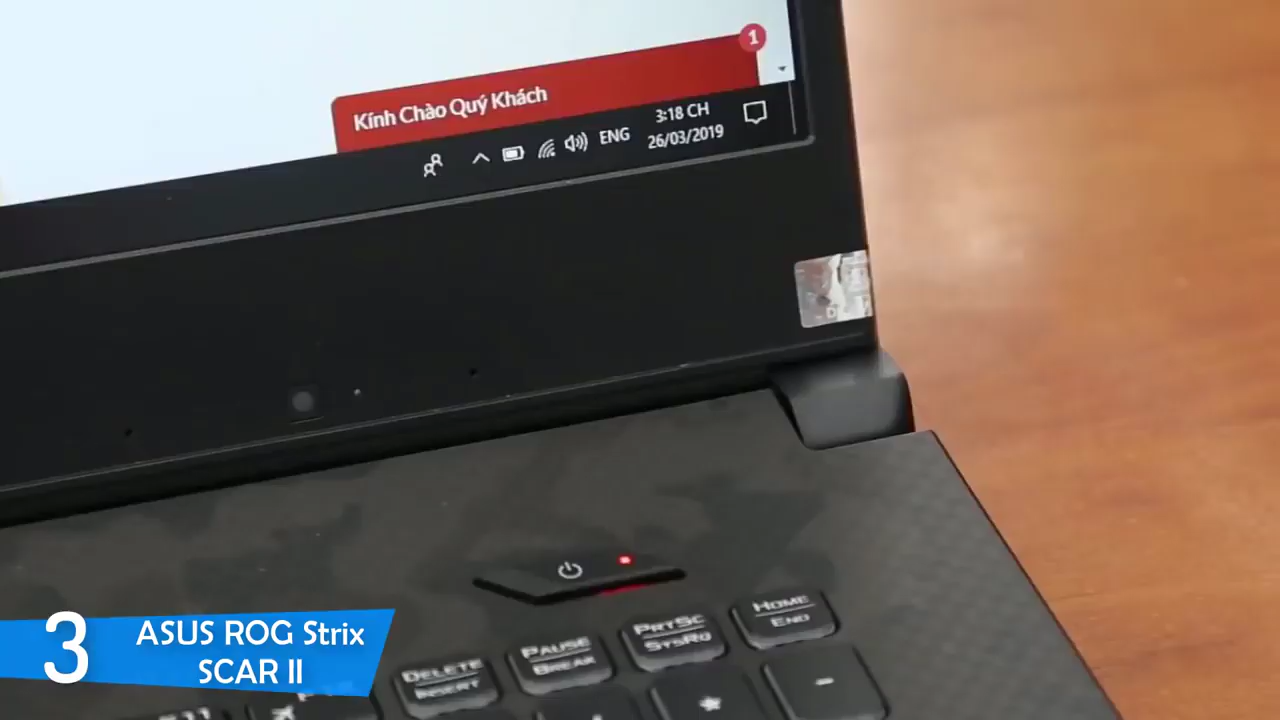 1
Kính Chào Quý Khách
3:18 CH
ENG
26/03/2019
HOME
END
PRTSC
SYSRQ
PAUSE
BREAK
DELETE
INSERT
F11
*
-
3
ASUS ROG Strix
SCAR II